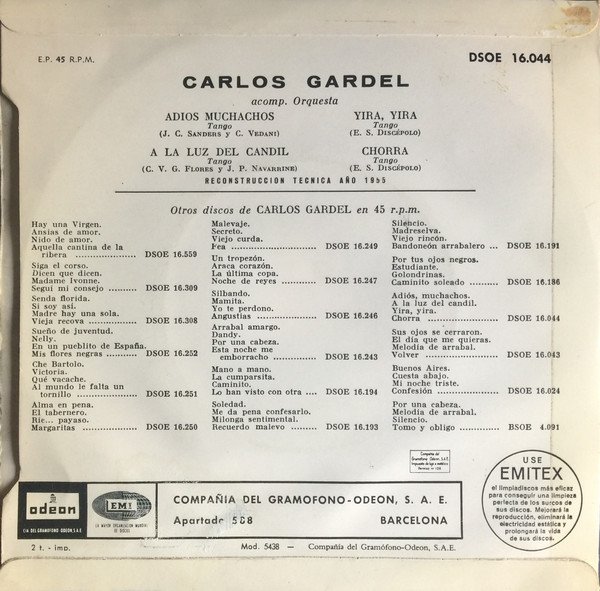 E.P. 45 R.P.M.
DSOE 16.044
CARLOS GARDEL
acomp. Orquesta
ADIOS MUCHACHOS
Tango
(J. C. SANDERS y C. VEDANI)
YIRA, YIRA
Tango
(E. S. DISCÉPOLO)
A LA LUZ DEL CANDIL
Tango
(C. V. G. FLORES y J. P. NAVARRINE)
CHORRA
Tango
(E. S. DISCÉPOLO)
RECONSTRUCCIÓN TECNICA AÑO 1955
Otros discos de CARLOS GARDEL en 45 r.p.m.
Hay una Virgen.
Ansias de amor.
Nido de amor.
Aquella cantina de la
ribera .................. DSOE 16.559
Siga el corso.
Dicen que dicen.
Madame Ivonne.
Seguí mi consejo ........ DSOE 16.309
Senda florida.
Si soy así.
Madre hay una sola.
Vieja recova ............ DSOE 16.308
Sueño de juventud.
Nelly.
En un pueblito de España.
Mis flores negras ....... DSOE 16.252
Che Bartolo.
Victoria.
Qué vacache.
Al mundo le falta un
tornillo ................ DSOE 16.251
Alma en pena.
El tabernero.
Ríe... payaso.
Margaritas .............. DSOE 16.250
Malevaje.
Secreto.
Viejo curda.
Fea ..................... DSOE 16.249
Un tropezón.
Araca corazón.
La última copa.
Noche de reyes .......... DSOE 16.247
Silbando.
Mamita.
Yo te perdono.
Angustias ............... DSOE 16.246
Arrabal amargo.
Dandy.
Por una cabeza.
Esta noche me
emborracho .............. DSOE 16.243
Mano a mano.
La cumparsita.
Caminito.
Lo han visto con otra ... DSOE 16.194
Soledad.
Me da pena confesarlo.
Milonga sentimental.
Recuerdo malevo ......... DSOE 16.193
Silencio.
Madreselva.
Viejo rincón.
Bandoneón arrabalero ... DSOE 16.191
Por tus ojos negros.
Estudiante.
Golondrinas.
Caminito soleado ........ DSOE 16.186
Adiós, muchachos.
A la luz del candil.
Yira, yira.
Chorra .................. DSOE 16.044
Sus ojos se cerraron.
El día que me quieras.
Melodía de arrabal.
Volver .................. DSOE 16.043
Buenos Aires.
Cuesta abajo.
Mi noche triste.
Confesión ............... DSOE 16.024
Por una cabeza.
Melodía de arrabal.
Silencio.
Tomo y obligo ........... BSOE 4.091
odeon
CIA DEL GRAMOFONO-ODEON, S.A.E.
EMI
LA MAYOR ORGANIZACION MUNDIAL
DE DISCOS
COMPAÑIA DEL GRAMOFONO-ODEON, S. A. E.
Apartado 588
BARCELONA
USE
EMITEX
el limpiadiscos más eficaz
para conseguir una limpieza
perfecta de los surcos de
sus discos. Mejorará la
reproducción, eliminará la
electricidad estática y
prolongará la vida
de sus discos.
2 t. - imp.
Mod. 5438 — Compañía del Gramófono-Odeon, S.A.E.